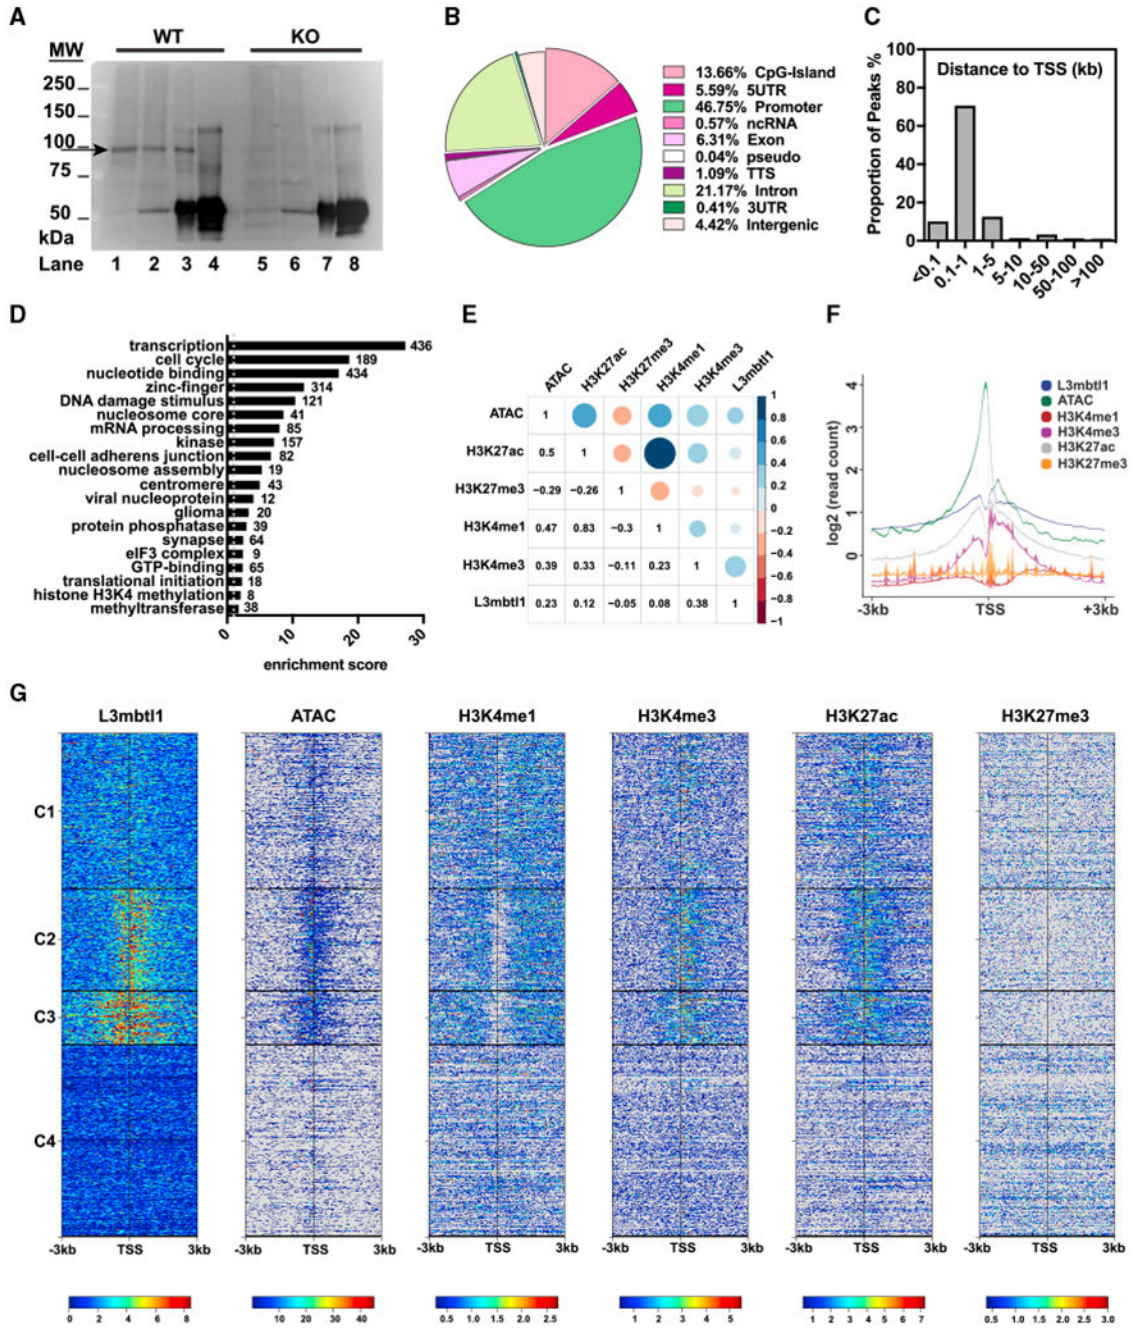 A
WT KO
MW
250
150
100
75
50
kDa
Lane 1 2 3 4 5 6 7 8
B
13.66% CpG-Island
5.59% 5UTR
46.75% Promoter
0.57% ncRNA
6.31% Exon
0.04% pseudo
1.09% TTS
21.17% Intron
0.41% 3UTR
4.42% Intergenic
C
Distance to TSS (kb)
Proportion of Peaks %
100
80
60
40
20
0
<0.1 0.1-1 1-5 5-10 10-50 50-100 >100
D
transcription 436
cell cycle 189
nucleotide binding 434
zinc-finger 314
DNA damage stimulus 121
nucleosome core 41
mRNA processing 85
kinase 157
cell-cell adherens junction 82
nucleosome assembly 19
centromere 43
viral nucleoprotein 12
glioma 20
protein phosphatase 39
synapse 64
eIF3 complex 9
GTP-binding 65
translational initiation 18
histone H3K4 methylation 8
methyltransferase 38
0 10 20 30
enrichment score
E
ATAC H3K27ac H3K27me3 H3K4me1 H3K4me3 L3mbtl1
ATAC 1
H3K27ac 0.5 1
H3K27me3 −0.29 −0.26 1
H3K4me1 0.47 0.83 −0.3 1
H3K4me3 0.39 0.33 −0.11 0.23 1
L3mbtl1 0.23 0.12 −0.05 0.08 0.38 1
1
0.8
0.6
0.4
0.2
0
−0.2
−0.4
−0.6
−0.8
−1
F
log2 (read count)
4
3
2
1
0
L3mbtl1
ATAC
H3K4me1
H3K4me3
H3K27ac
H3K27me3
-3kb TSS +3kb
G
L3mbtl1 ATAC H3K4me1 H3K4me3 H3K27ac H3K27me3
C1
C2
C3
C4
-3kb TSS 3kb -3kb TSS 3kb -3kb TSS 3kb -3kb TSS 3kb -3kb TSS 3kb -3kb TSS 3kb
0 2 4 6 8 10 20 30 40 0.5 1.0 1.5 2.0 2.5 1 2 3 4 5 1 2 3 4 5 6 7 0.5 1.0 1.5 2.0 2.5 3.0